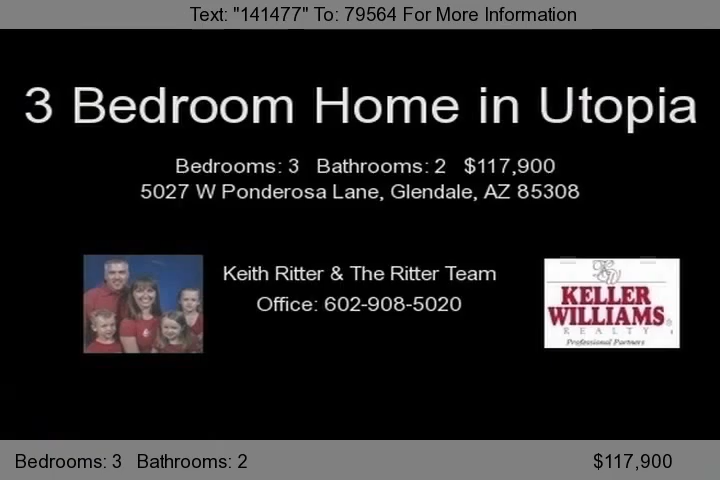 Text: "141477" To: 79564 For More Information
3 Bedroom Home in Utopia
Bedrooms: 3 Bathrooms: 2 $117,900
5027 W Ponderosa Lane, Glendale, AZ 85308
Keith Ritter & The Ritter Team
Office: 602-908-5020
KW
KELLER
WILLIAMS
REALTY
Professional Partners
Bedrooms: 3 Bathrooms: 2 $117,900